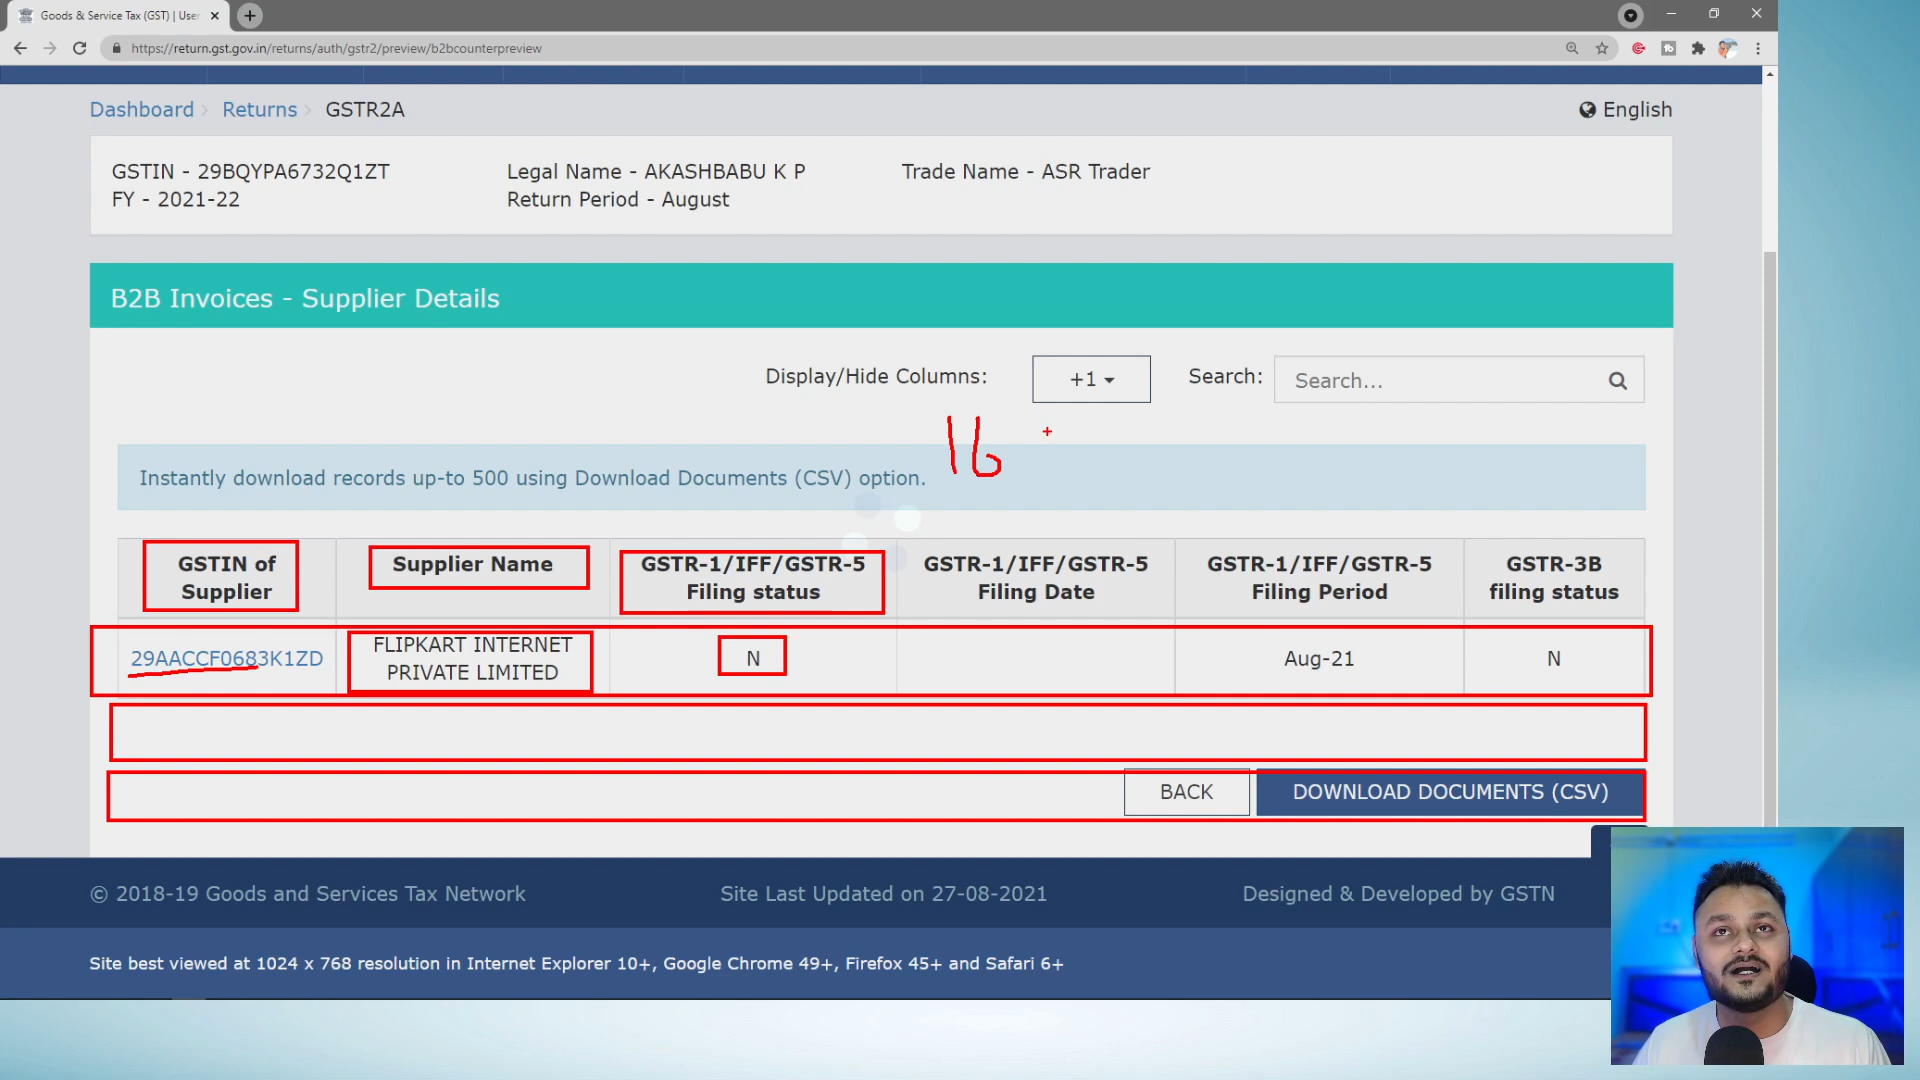 Goods & Service Tax (GST) | User
https://return.gst.gov.in/returns/auth/gstr2/preview/b2bcounterpreview
Dashboard > Returns > GSTR2A
English
GSTIN - 29BQYPA6732Q1ZT
Legal Name - AKASHBABU K P
Trade Name - ASR Trader
FY - 2021-22
Return Period - August
B2B Invoices - Supplier Details
Display/Hide Columns:
+1
Search:
Search...
16
Instantly download records up-to 500 using Download Documents (CSV) option.
GSTIN of Supplier
Supplier Name
GSTR-1/IFF/GSTR-5 Filing status
GSTR-1/IFF/GSTR-5 Filing Date
GSTR-1/IFF/GSTR-5 Filing Period
GSTR-3B filing status
29AACCF0683K1ZD
FLIPKART INTERNET PRIVATE LIMITED
N
Aug-21
N
BACK
DOWNLOAD DOCUMENTS (CSV)
© 2018-19 Goods and Services Tax Network
Site Last Updated on 27-08-2021
Designed & Developed by GSTN
Site best viewed at 1024 x 768 resolution in Internet Explorer 10+, Google Chrome 49+, Firefox 45+ and Safari 6+